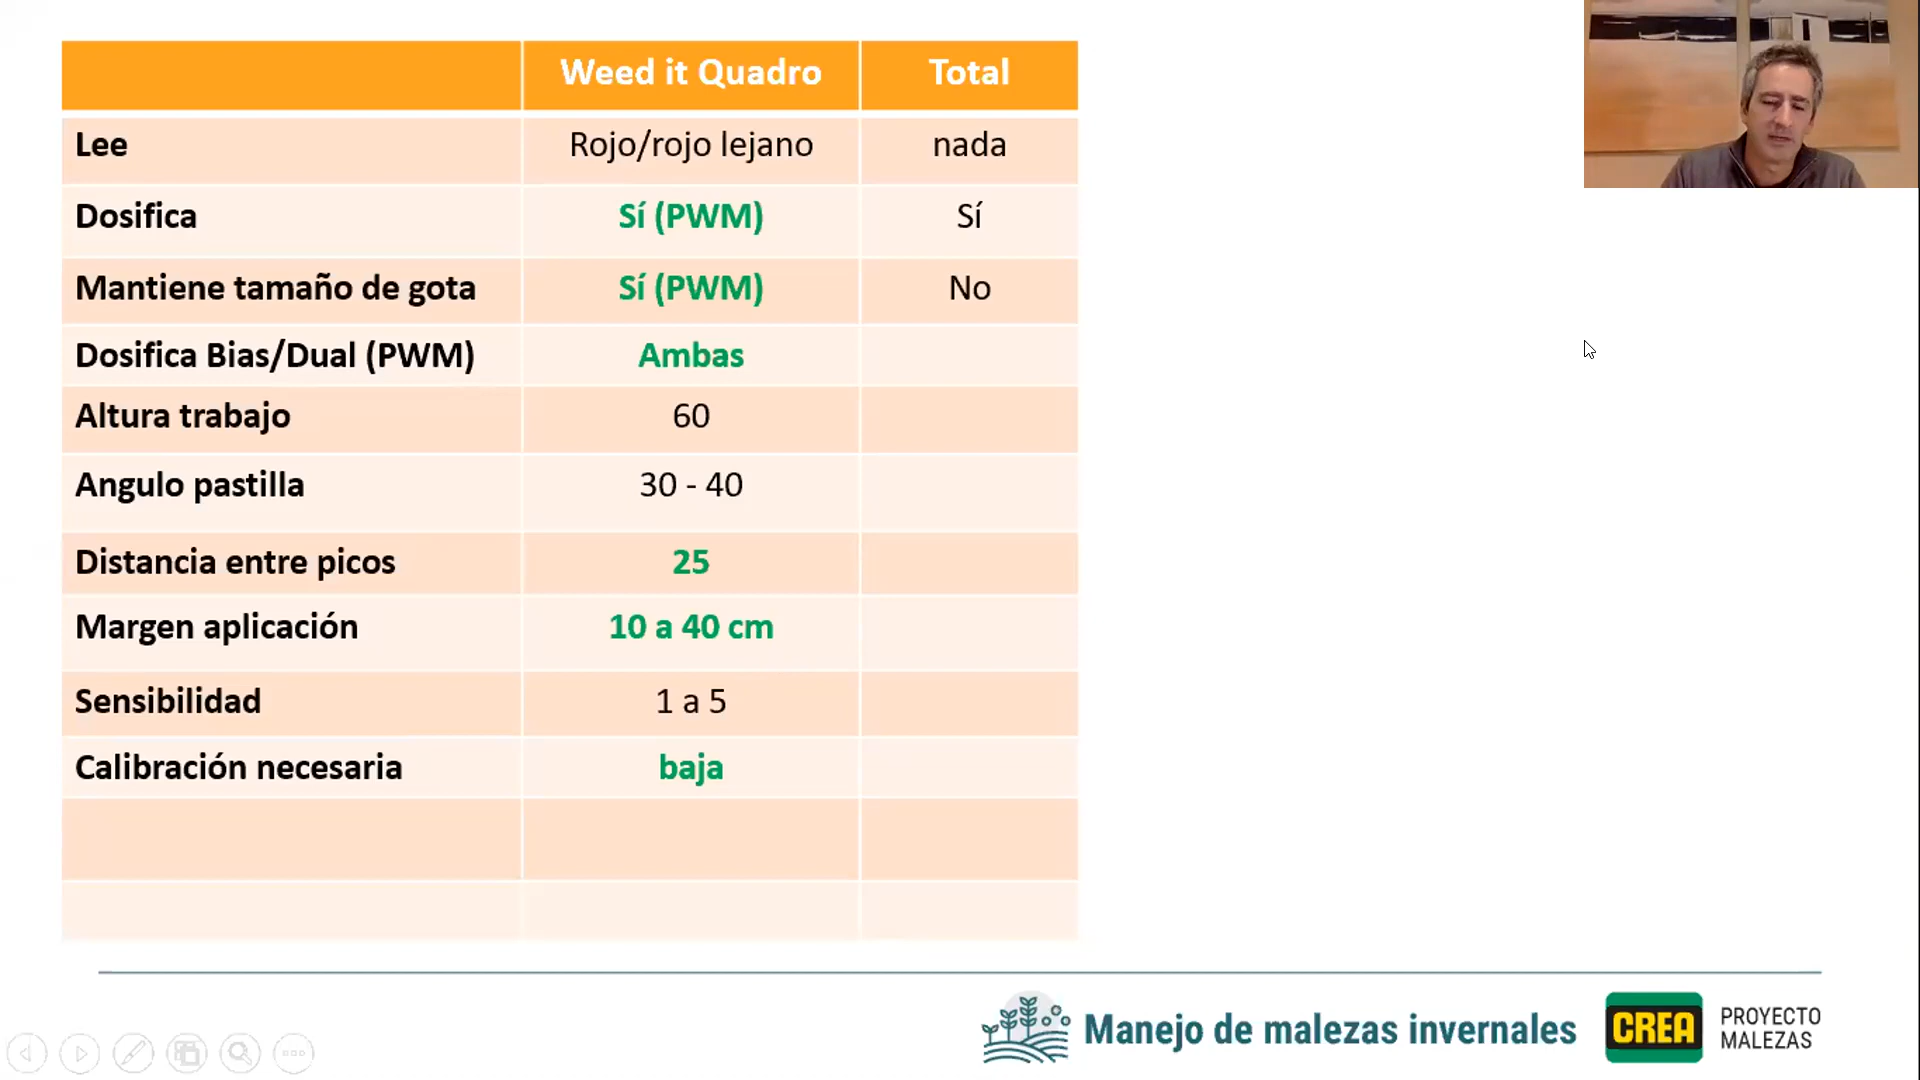 Weed it Quadro Total
Lee Rojo/rojo lejano nada
Dosifica Sí (PWM) Sí
Mantiene tamaño de gota Sí (PWM) No
Dosifica Bias/Dual (PWM) Ambas
Altura trabajo 60
Angulo pastilla 30 - 40
Distancia entre picos 25
Margen aplicación 10 a 40 cm
Sensibilidad 1 a 5
Calibración necesaria baja
Manejo de malezas invernales
CREA
PROYECTO
MALEZAS